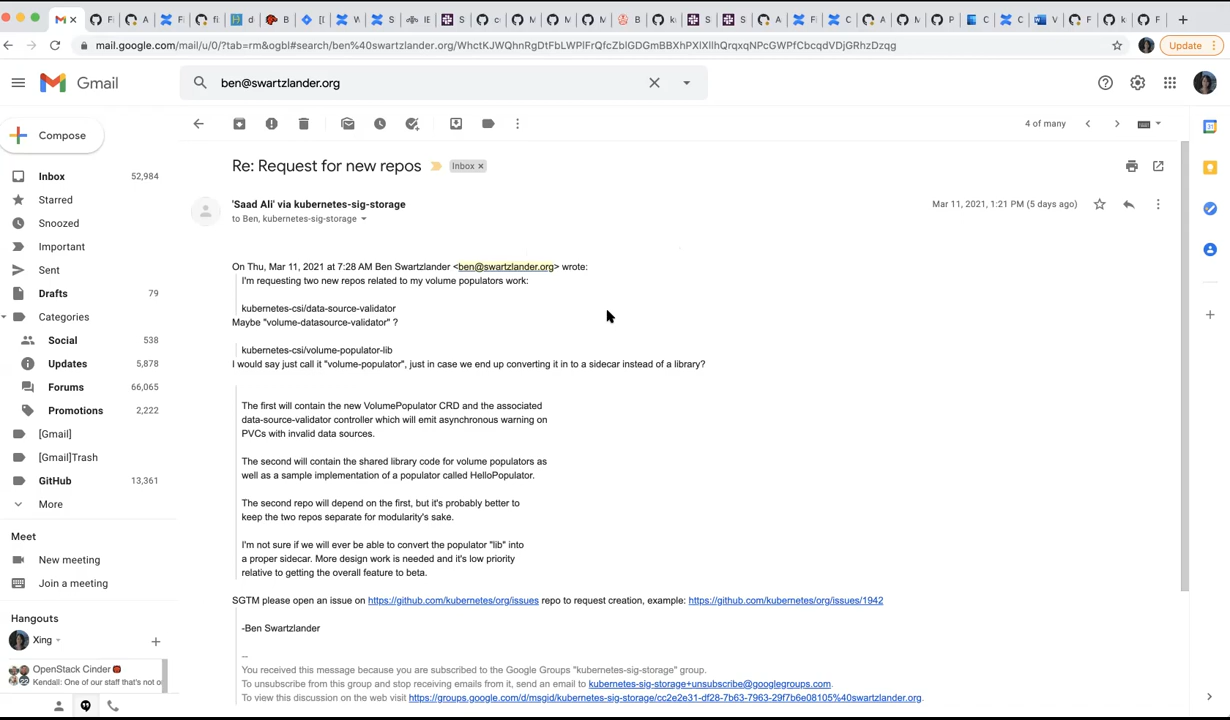 mail.google.com/mail/u/0/?tab=rm&ogbl#search/ben%40swartzlander.org/WhctKJWQhnRgDtFbLWPlFrQfcZblGDGmBBXhPXlXllhQrqxqNPcGWPfCbcqdVDjGRhzDzqg
Update
Gmail
ben@swartzlander.org
Compose
4 of many
Inbox 52,984
Starred
Snoozed
Important
Sent
Drafts 79
Categories
Social 538
Updates 5,878
Forums 66,065
Promotions 2,222
[Gmail]
[Gmail]Trash
GitHub 13,361
More
Meet
New meeting
Join a meeting
Hangouts
Xing
OpenStack Cinder
Kendall: One of our staff that's not o
Re: Request for new repos Inbox ×
'Saad Ali' via kubernetes-sig-storage
Mar 11, 2021, 1:21 PM (5 days ago)
to Ben, kubernetes-sig-storage
On Thu, Mar 11, 2021 at 7:28 AM Ben Swartzlander <ben@swartzlander.org> wrote:
I'm requesting two new repos related to my volume populators work:
kubernetes-csi/data-source-validator
Maybe "volume-datasource-validator" ?
kubernetes-csi/volume-populator-lib
I would say just call it "volume-populator", just in case we end up converting it in to a sidecar instead of a library?
The first will contain the new VolumePopulator CRD and the associated
data-source-validator controller which will emit asynchronous warning on
PVCs with invalid data sources.
The second will contain the shared library code for volume populators as
well as a sample implementation of a populator called HelloPopulator.
The second repo will depend on the first, but it's probably better to
keep the two repos separate for modularity's sake.
I'm not sure if we will ever be able to convert the populator "lib" into
a proper sidecar. More design work is needed and it's low priority
relative to getting the overall feature to beta.
SGTM please open an issue on https://github.com/kubernetes/org/issues repo to request creation, example: https://github.com/kubernetes/org/issues/1942
-Ben Swartzlander
--
You received this message because you are subscribed to the Google Groups "kubernetes-sig-storage" group.
To unsubscribe from this group and stop receiving emails from it, send an email to kubernetes-sig-storage+unsubscribe@googlegroups.com.
To view this discussion on the web visit https://groups.google.com/d/msgid/kubernetes-sig-storage/cc2e2e31-df28-7b63-7963-29f7b6e08105%40swartzlander.org.